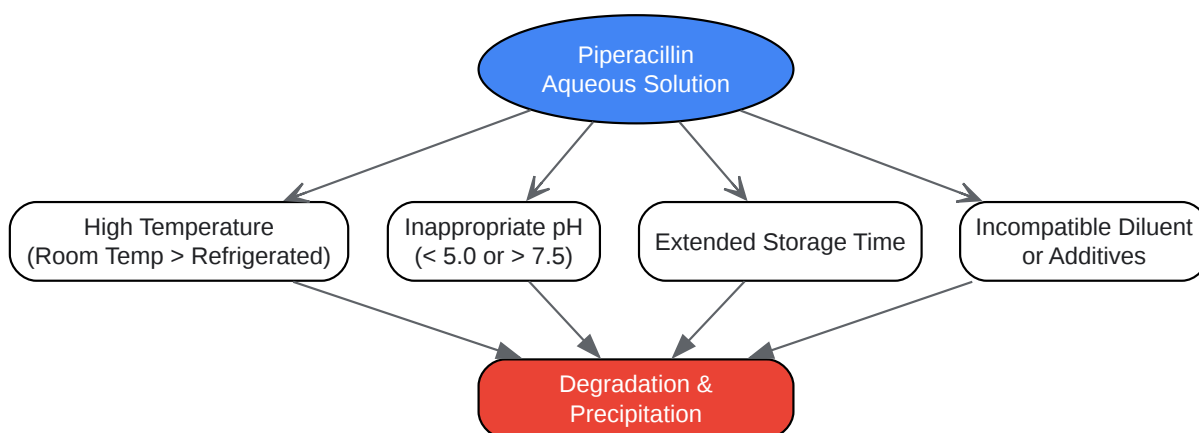 Piperacillin
Aqueous Solution
High Temperature
(Room Temp > Refrigerated)
Inappropriate pH
(< 5.0 or > 7.5)
Extended Storage Time
Incompatible Diluent
or Additives
Degradation &
Precipitation